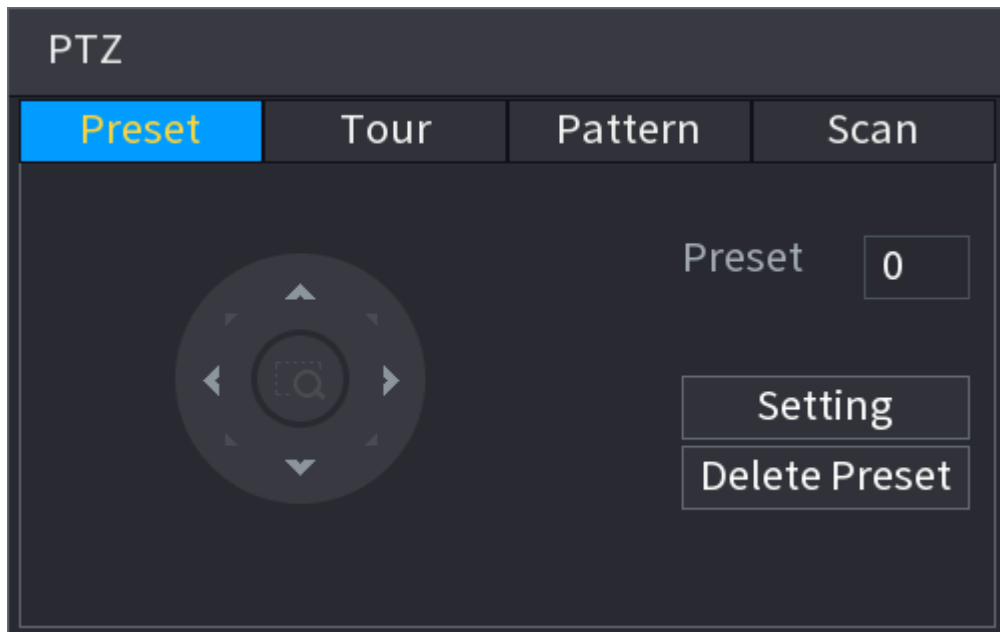 PTZ
Preset Tour Pattern Scan
Preset 0
Setting
Delete Preset